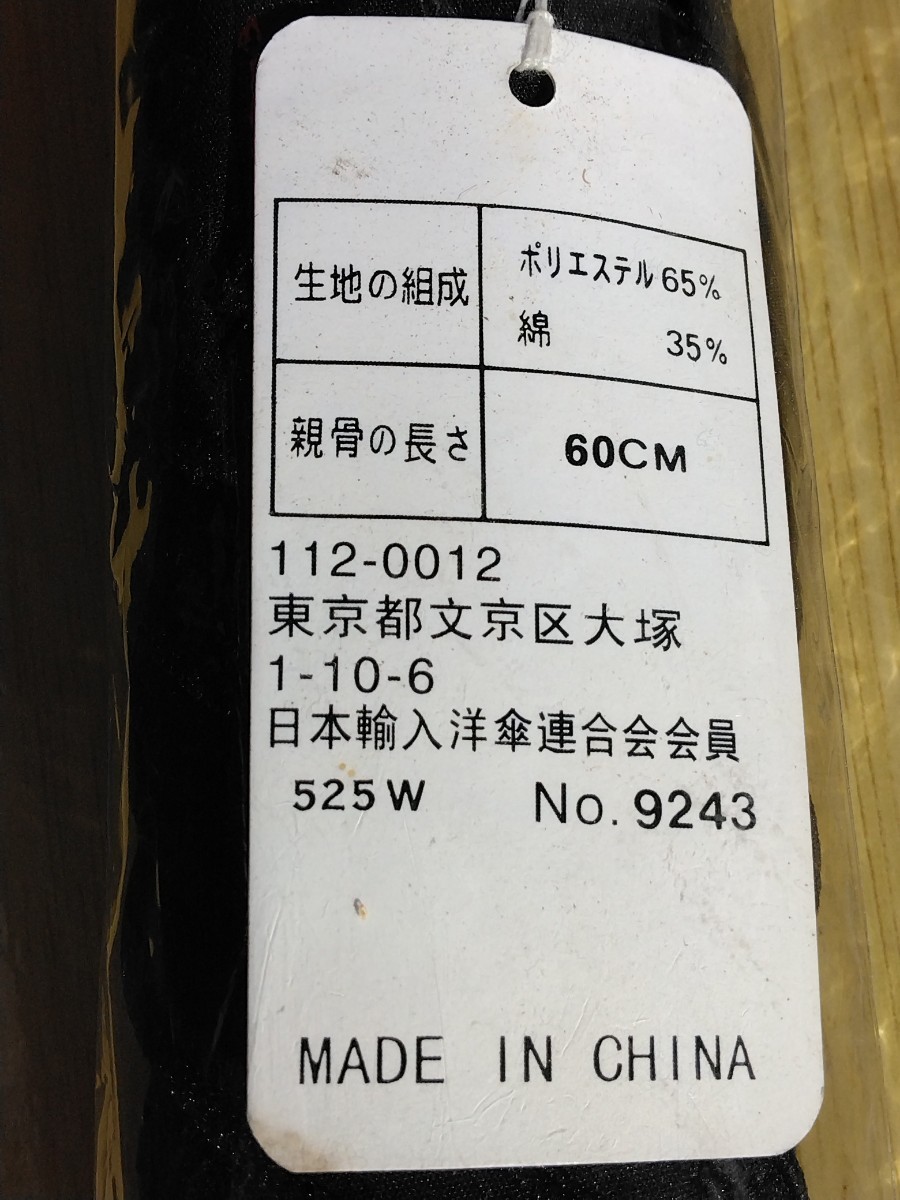 生地の組成
ポリエステル 65%
綿 35%
親骨の長さ
60CM
112-0012
東京都文京区大塚
1-10-6
日本輸入洋傘連合会会員
525W No. 9243
MADE IN CHINA